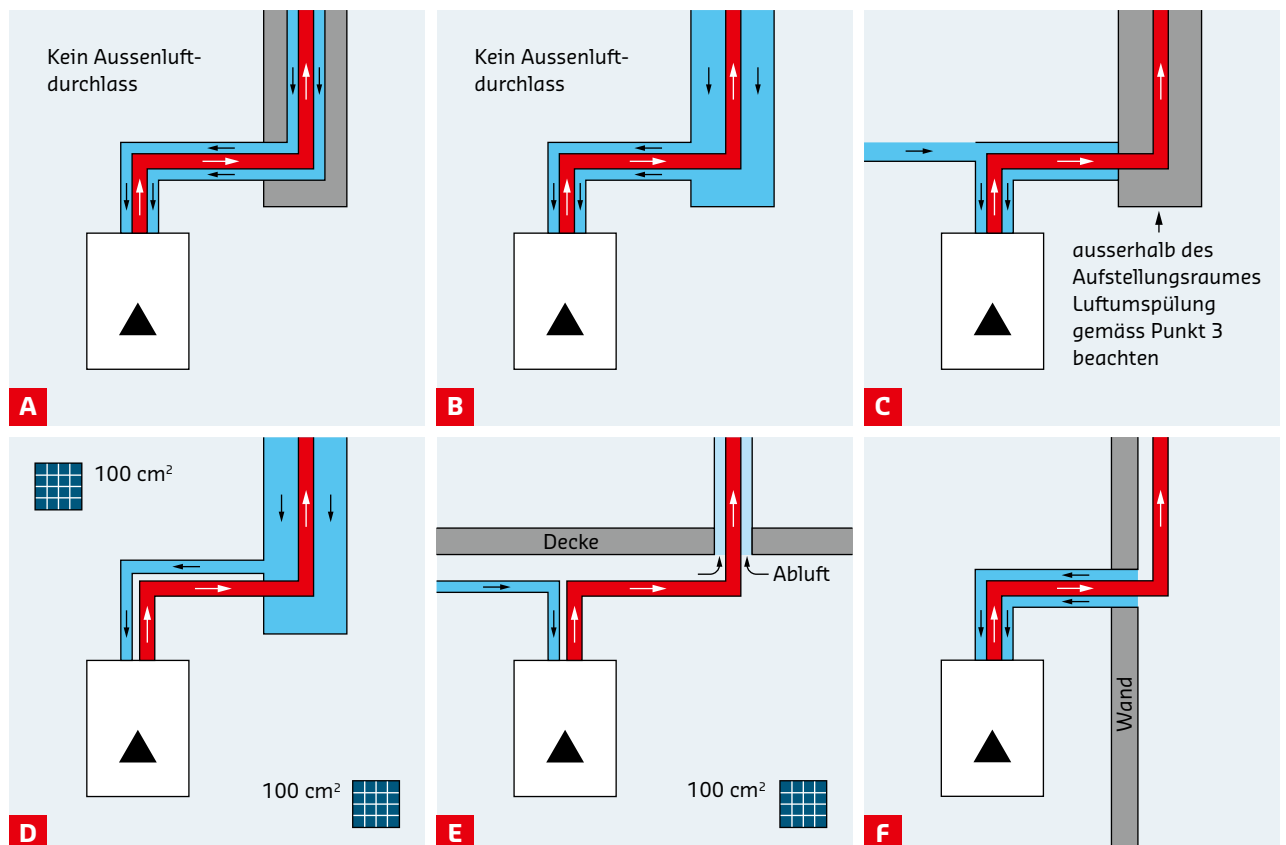 Kein Aussenluft-
durchlass
A
Kein Aussenluft-
durchlass
B
ausserhalb des
Aufstellungsraumes
Luftumspülung
gemäss Punkt 3
beachten
C
100 cm²
100 cm²
D
Decke
Abluft
100 cm²
E
Wand
F